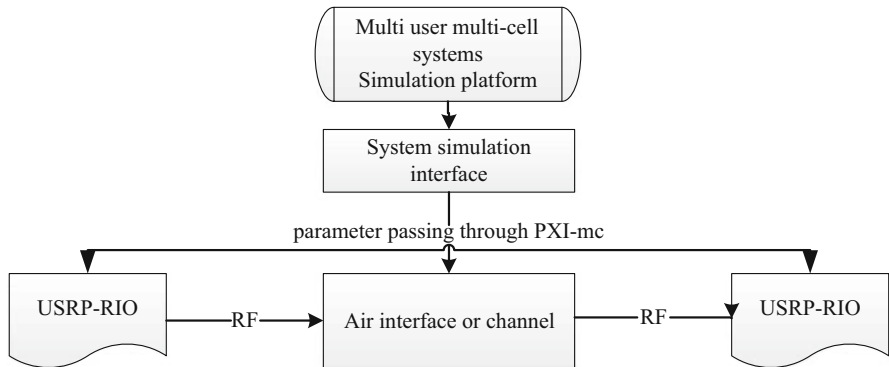 Multi user multi-cell
systems
Simulation platform
System simulation
interface
parameter passing through PXI-mc
USRP-RIO
RF
Air interface or channel
RF
USRP-RIO